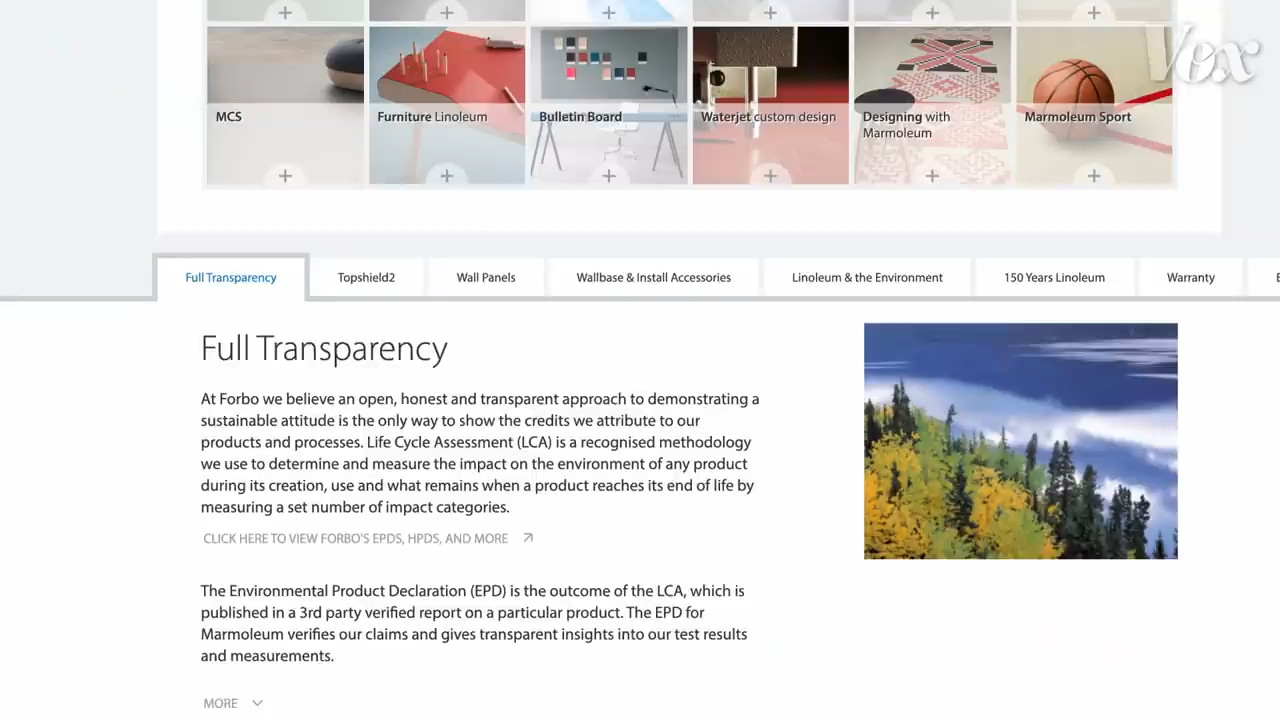 Vox
MCS
Furniture Linoleum
Bulletin Board
Waterjet custom design
Designing with
Marmoleum
Marmoleum Sport
Full Transparency
Topshield2
Wall Panels
Wallbase & Install Accessories
Linoleum & the Environment
150 Years Linoleum
Warranty
Full Transparency
At Forbo we believe an open, honest and transparent approach to demonstrating a
sustainable attitude is the only way to show the credits we attribute to our
products and processes. Life Cycle Assessment (LCA) is a recognised methodology
we use to determine and measure the impact on the environment of any product
during its creation, use and what remains when a product reaches its end of life by
measuring a set number of impact categories.
CLICK HERE TO VIEW FORBO'S EPDS, HPDS, AND MORE
The Environmental Product Declaration (EPD) is the outcome of the LCA, which is
published in a 3rd party verified report on a particular product. The EPD for
Marmoleum verifies our claims and gives transparent insights into our test results
and measurements.
MORE